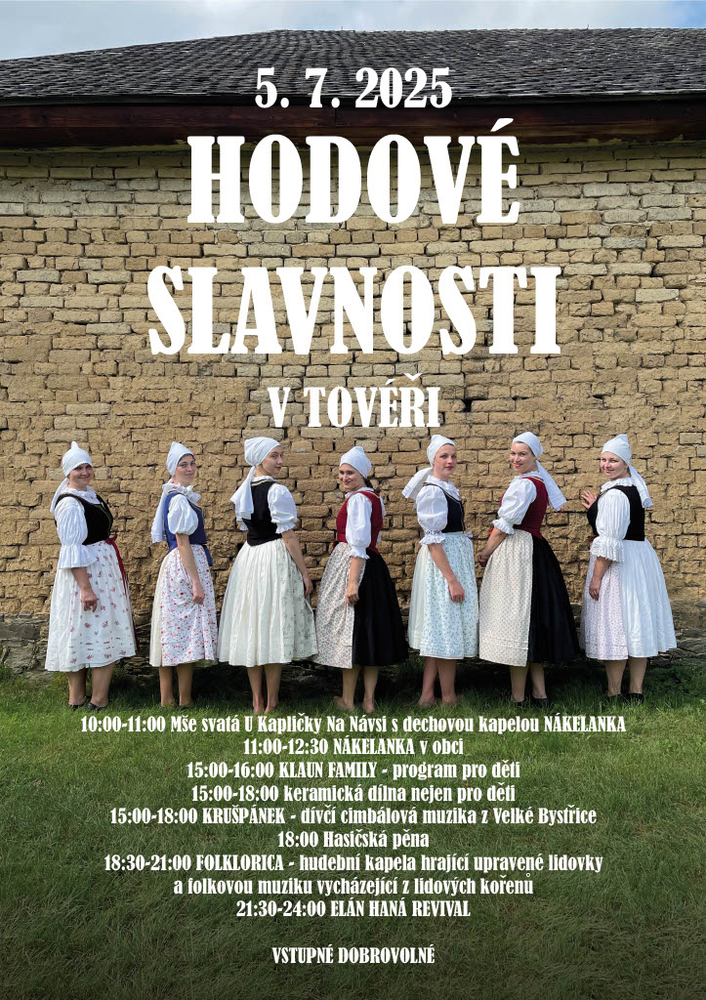 5. 7. 2025
HODOVÉ
SLAVNOSTI
V TOVÉŘI
10:00-11:00 Mše svatá U Kapličky Na Návsi s dechovou kapelou NÁKELANKA
11:00-12:30 NÁKELANKA v obci
15:00-16:00 KLAUN FAMILY - program pro děti
15:00-18:00 keramická dílna nejen pro děti
15:00-18:00 KRUŠPÁNEK - dívčí cimbálová muzika z Velké Bystřice
18:00 Hasičská pěna
18:30-21:00 FOLKLORICA - hudební kapela hrající upravené lidovky
a folkovou muziku vycházející z lidových kořenů
21:30-24:00 ELÁN HANÁ REVIVAL
VSTUPNÉ DOBROVOLNÉ